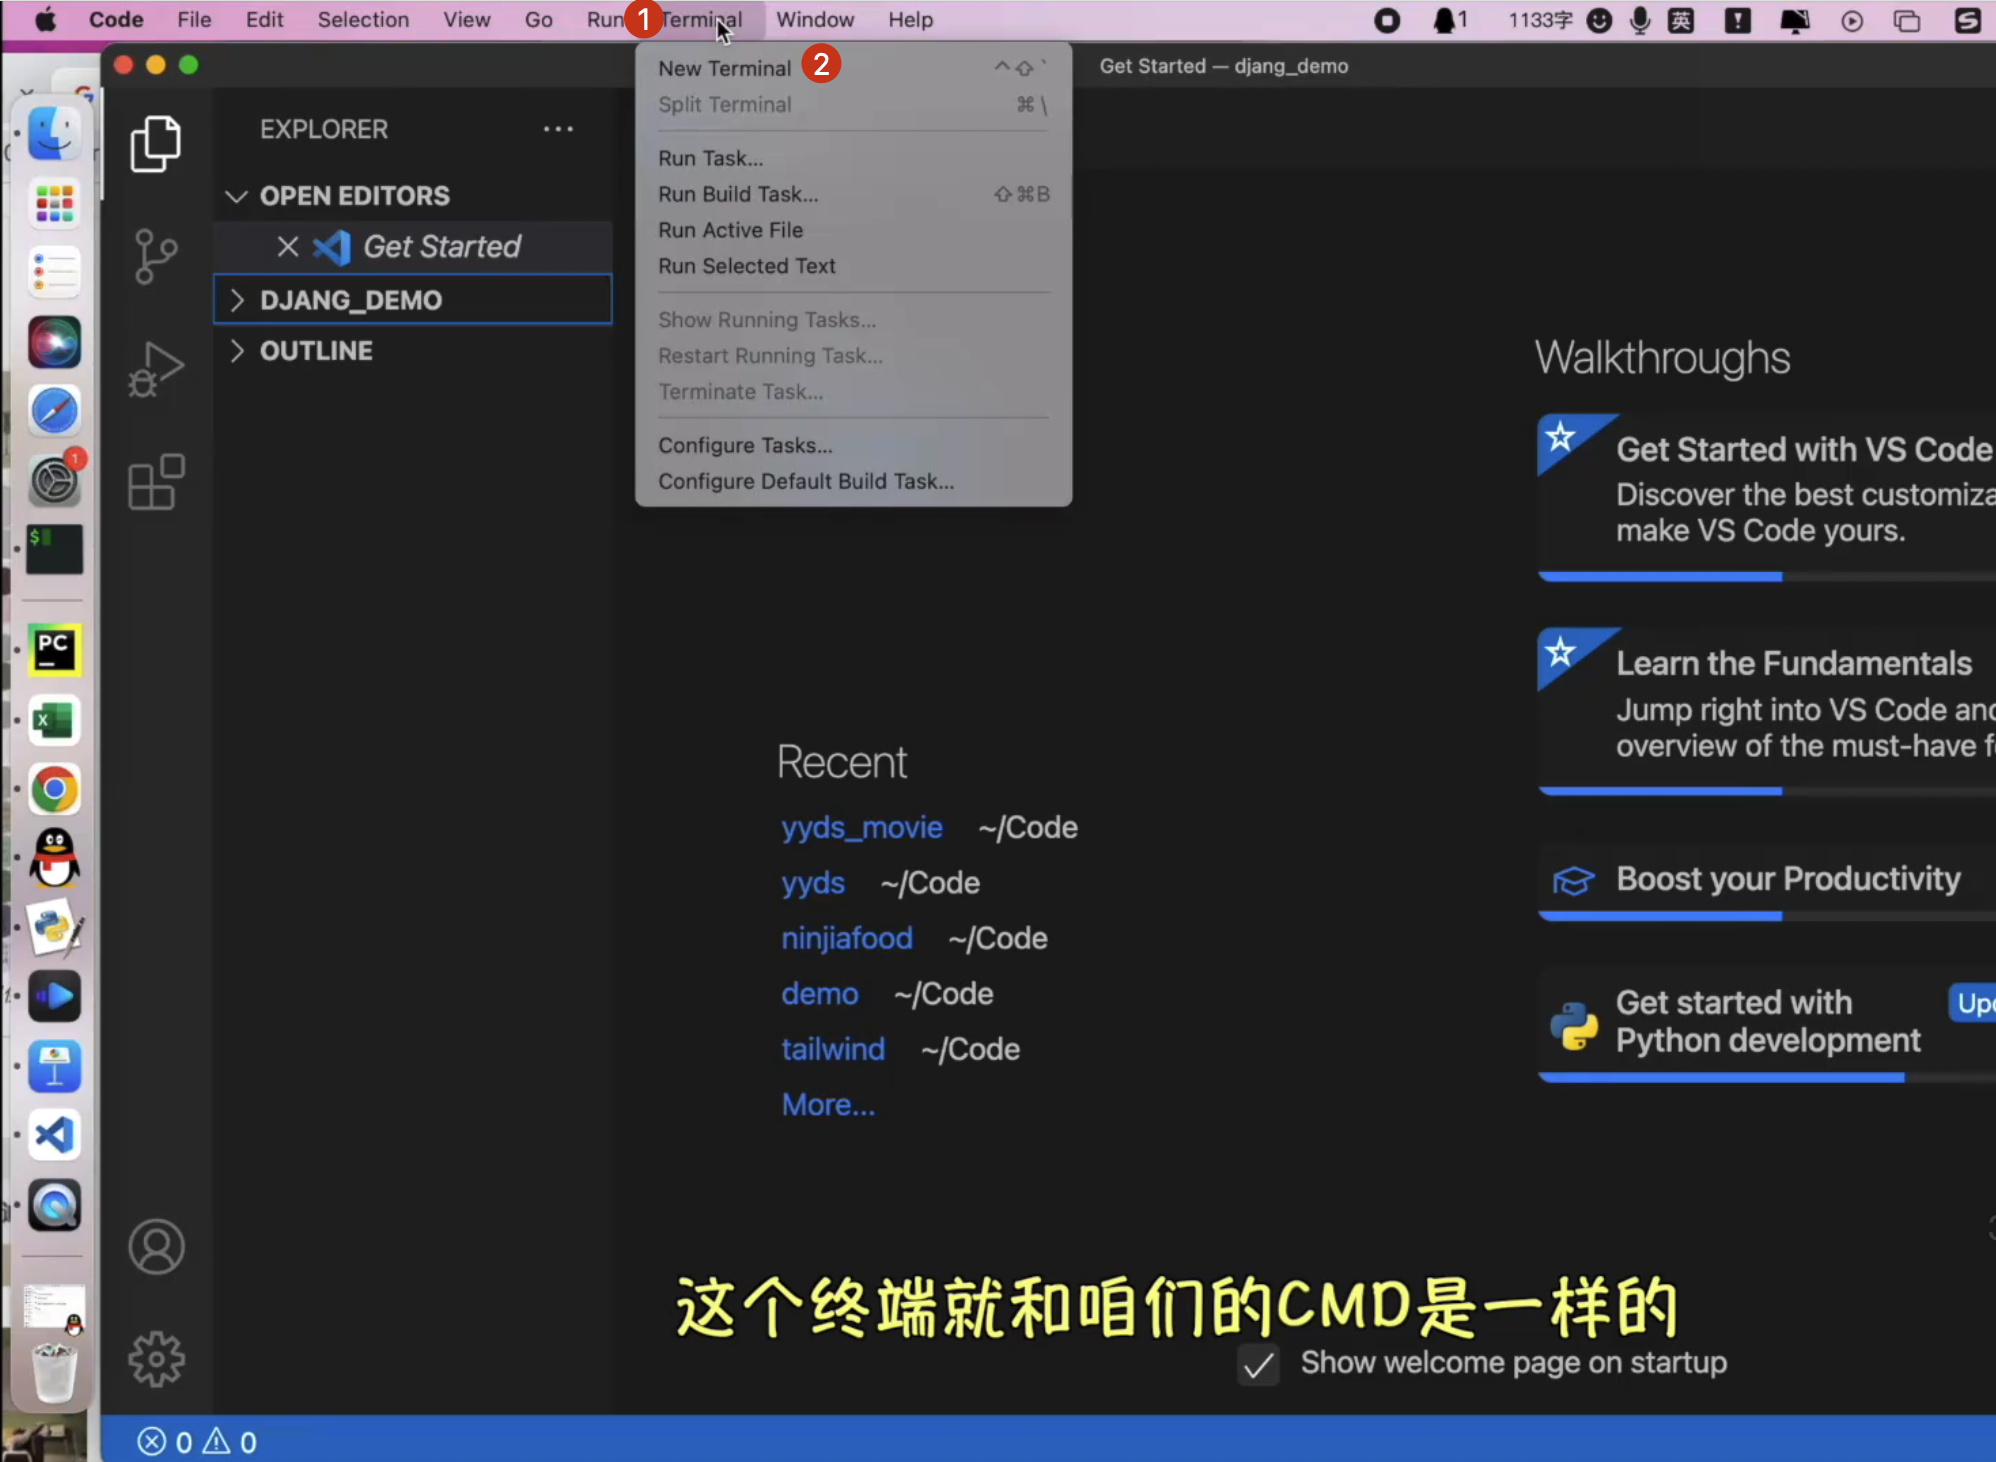 Code File Edit Selection View Go Run 1 Terminal Window Help 1 1133字 英
Get Started — djang_demo
New Terminal 2 ^⇧`
Split Terminal ⌘\
Run Task...
Run Build Task... ⇧⌘B
Run Active File
Run Selected Text
Show Running Tasks...
Restart Running Task...
Terminate Task...
Configure Tasks...
Configure Default Build Task...
EXPLORER ...
OPEN EDITORS
Get Started
DJANG_DEMO
OUTLINE
1
$
PC
X
Recent
yyds_movie ~/Code
yyds ~/Code
ninjiafood ~/Code
demo ~/Code
tailwind ~/Code
More...
Walkthroughs
Get Started with VS Code
Discover the best customiza
make VS Code yours.
Learn the Fundamentals
Jump right into VS Code and
overview of the must-have f
Boost your Productivity
Get started with
Python development
Upd
这个终端就和咱们的CMD是一样的
Show welcome page on startup
0 0